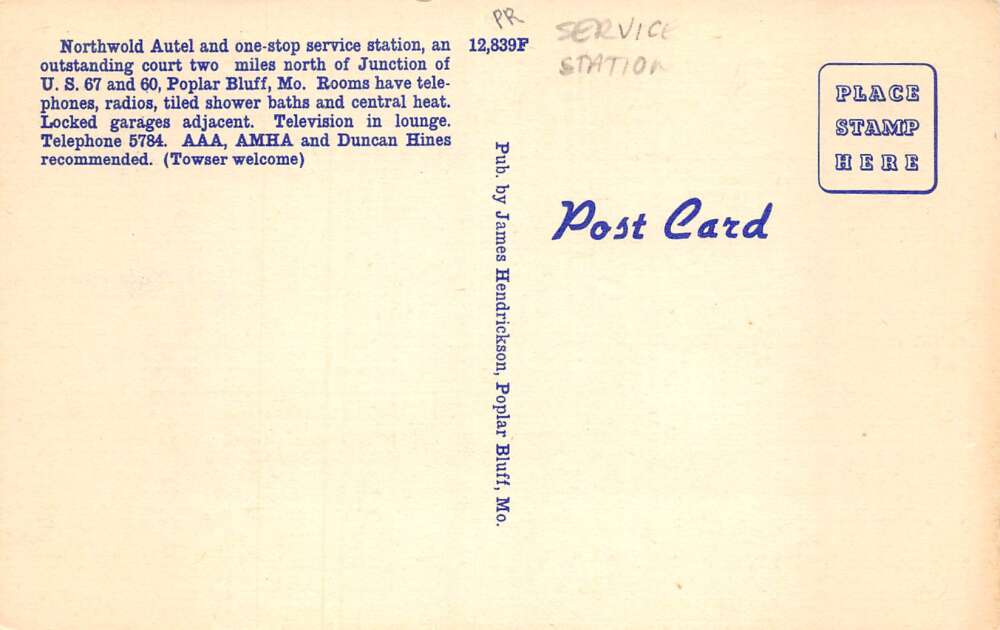 Northwold Autel and one-stop service station, an
outstanding court two miles north of Junction of
U. S. 67 and 60, Poplar Bluff, Mo. Rooms have tele-
phones, radios, tiled shower baths and central heat.
Locked garages adjacent. Television in lounge.
Telephone 5784. AAA, AMHA and Duncan Hines
recommended. (Towser welcome)
PR
12,839F
SERVICE
STATION
Pub. by James Hendrickson, Poplar Bluff, Mo.
Post Card
PLACE
STAMP
HERE